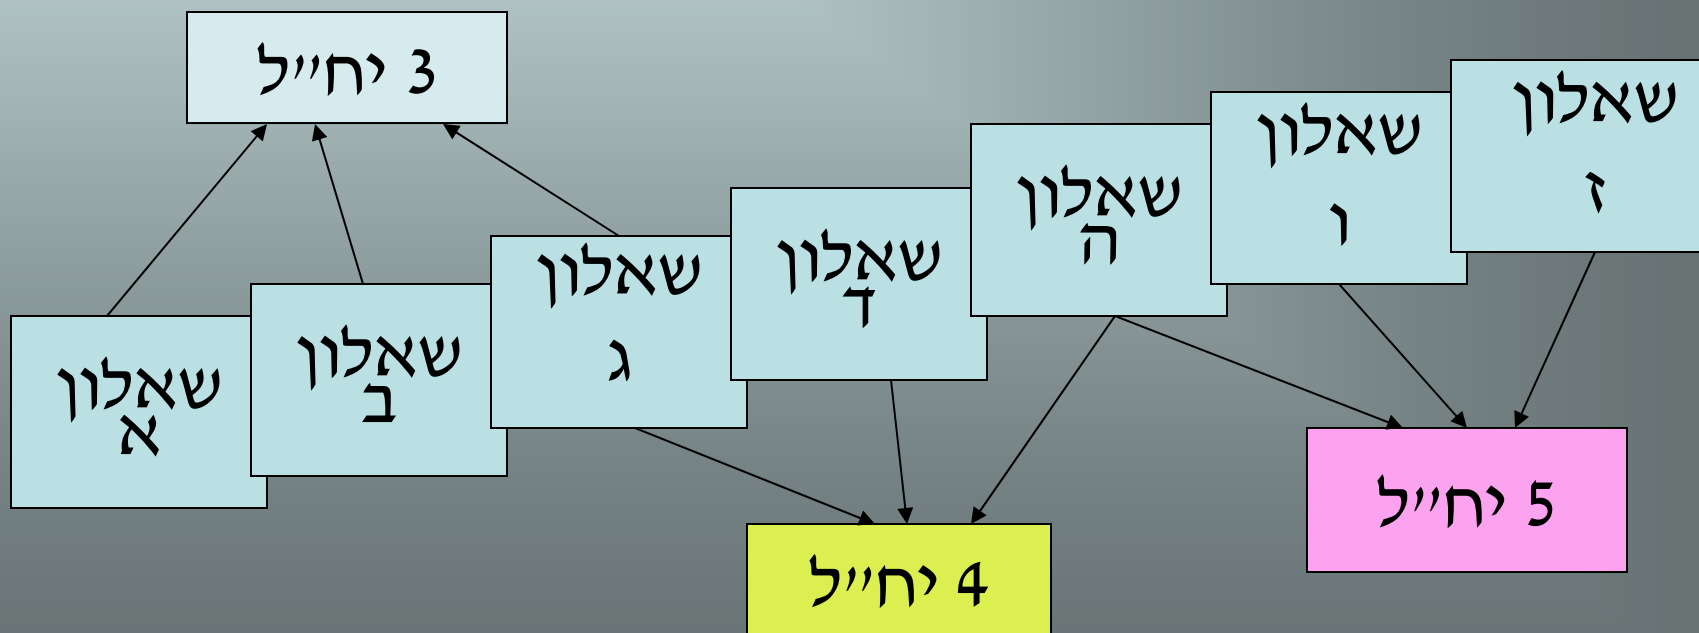 3 יח״ל
שאלון
א
שאלון
ב
שאלון
ג
שאלון
ד
שאלון
ה
שאלון
ו
שאלון
ז
4 יח״ל
5 יח״ל